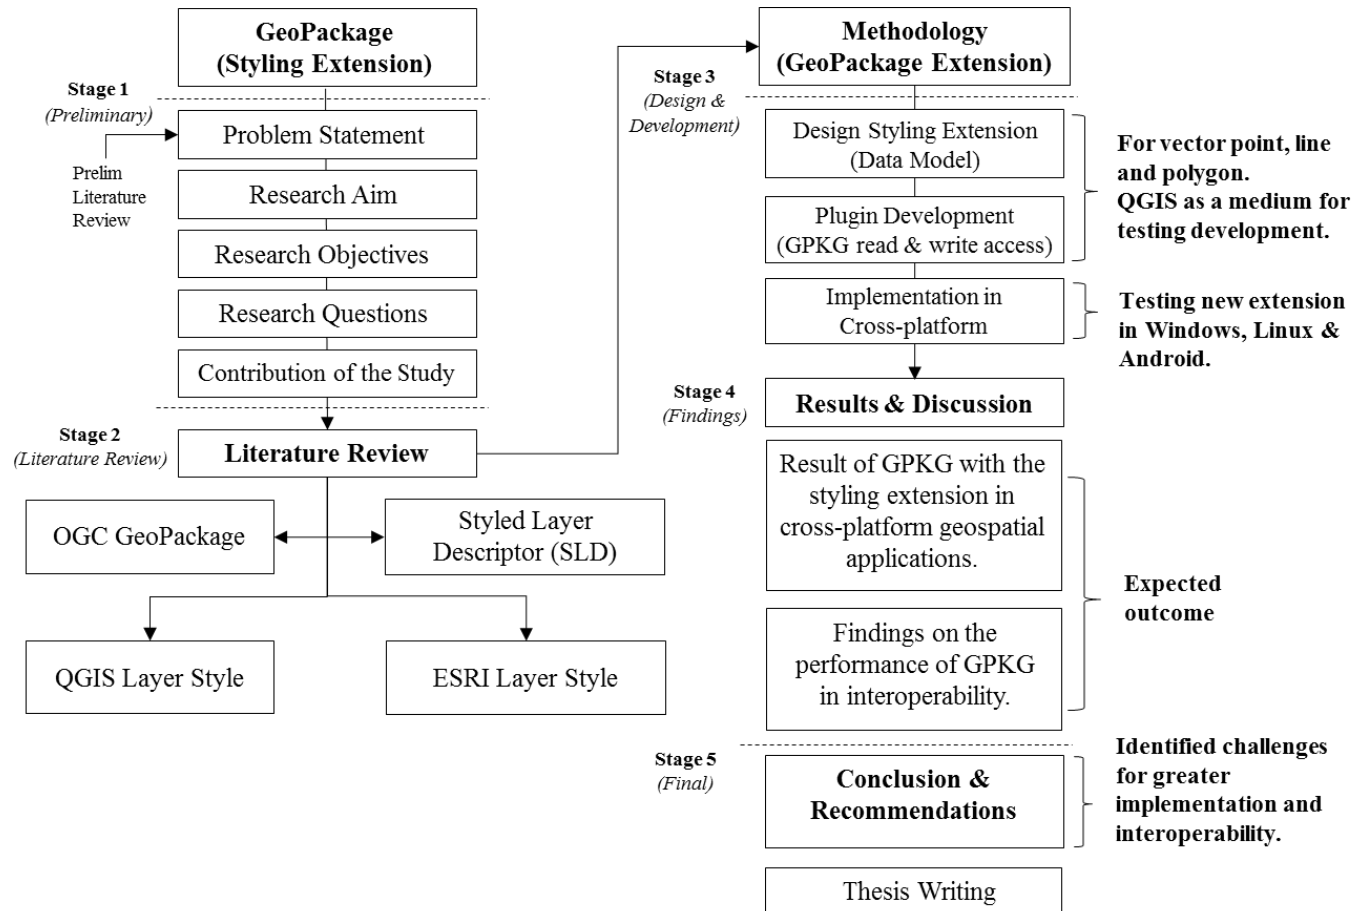 GeoPackage
(Styling Extension)
Stage 1
(Preliminary)
Problem Statement
Prelim
Literature
Review
Research Aim
Research Objectives
Research Questions
Contribution of the Study
Stage 2
(Literature Review)
Literature Review
OGC GeoPackage
Styled Layer
Descriptor (SLD)
QGIS Layer Style
ESRI Layer Style
Methodology
(GeoPackage Extension)
Stage 3
(Design &
Development)
Design Styling Extension
(Data Model)
Plugin Development
(GPKG read & write access)
For vector point, line
and polygon.
QGIS as a medium for
testing development.
Implementation in
Cross-platform
Testing new extension
in Windows, Linux &
Android.
Stage 4
(Findings)
Results & Discussion
Result of GPKG with the
styling extension in
cross-platform geospatial
applications.
Findings on the
performance of GPKG
in interoperability.
Expected
outcome
Stage 5
(Final)
Conclusion &
Recommendations
Identified challenges
for greater
implementation and
interoperability.
Thesis Writing